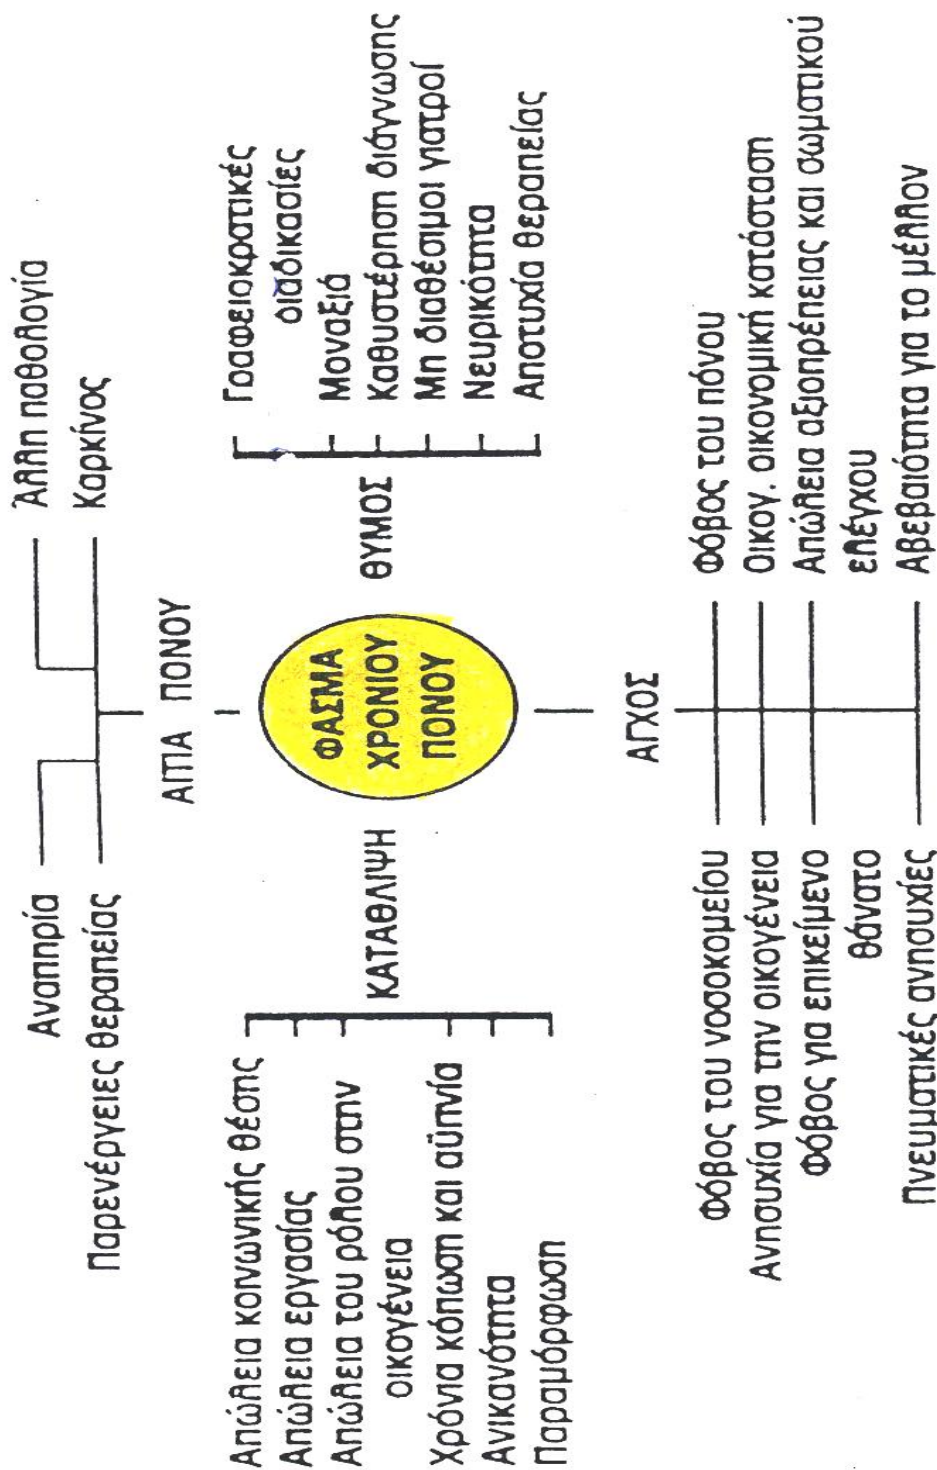 Αναπηρία
Παρενέργειες θεραπείας
Άλλη παθολογία
Καρκίνος
ΑΙΤΙΑ ΠΟΝΟΥ
ΦΑΣΜΑ
ΧΡΟΝΙΟΥ
ΠΟΝΟΥ
ΚΑΤΑΘΛΙΨΗ
Απώλεια κοινωνικής θέσης
Απώλεια εργασίας
Απώλεια του ρόλου στην
οικογένεια
Χρόνια κόπωση και αϋπνία
Ανικανότητα
Παραμόρφωση
ΘΥΜΟΣ
Γραφειοκρατικές
διαδικασίες
Μοναξιά
Καθυστέρηση διάγνωσης
Μη διαθέσιμοι γιατροί
Νευρικότητα
Αποτυχία θεραπείας
ΑΓΧΟΣ
Φόβος του νοσοκομείου
Ανησυχία για την οικογένεια
Φόβος για επικείμενο
θάνατο
Πνευματικές ανησυχίες
Φόβος του πόνου
Οικογ. οικονομική κατάσταση
Απώλεια αξιοπρέπειας και σωματικού
ελέγχου
Αβεβαιότητα για το μέλλον